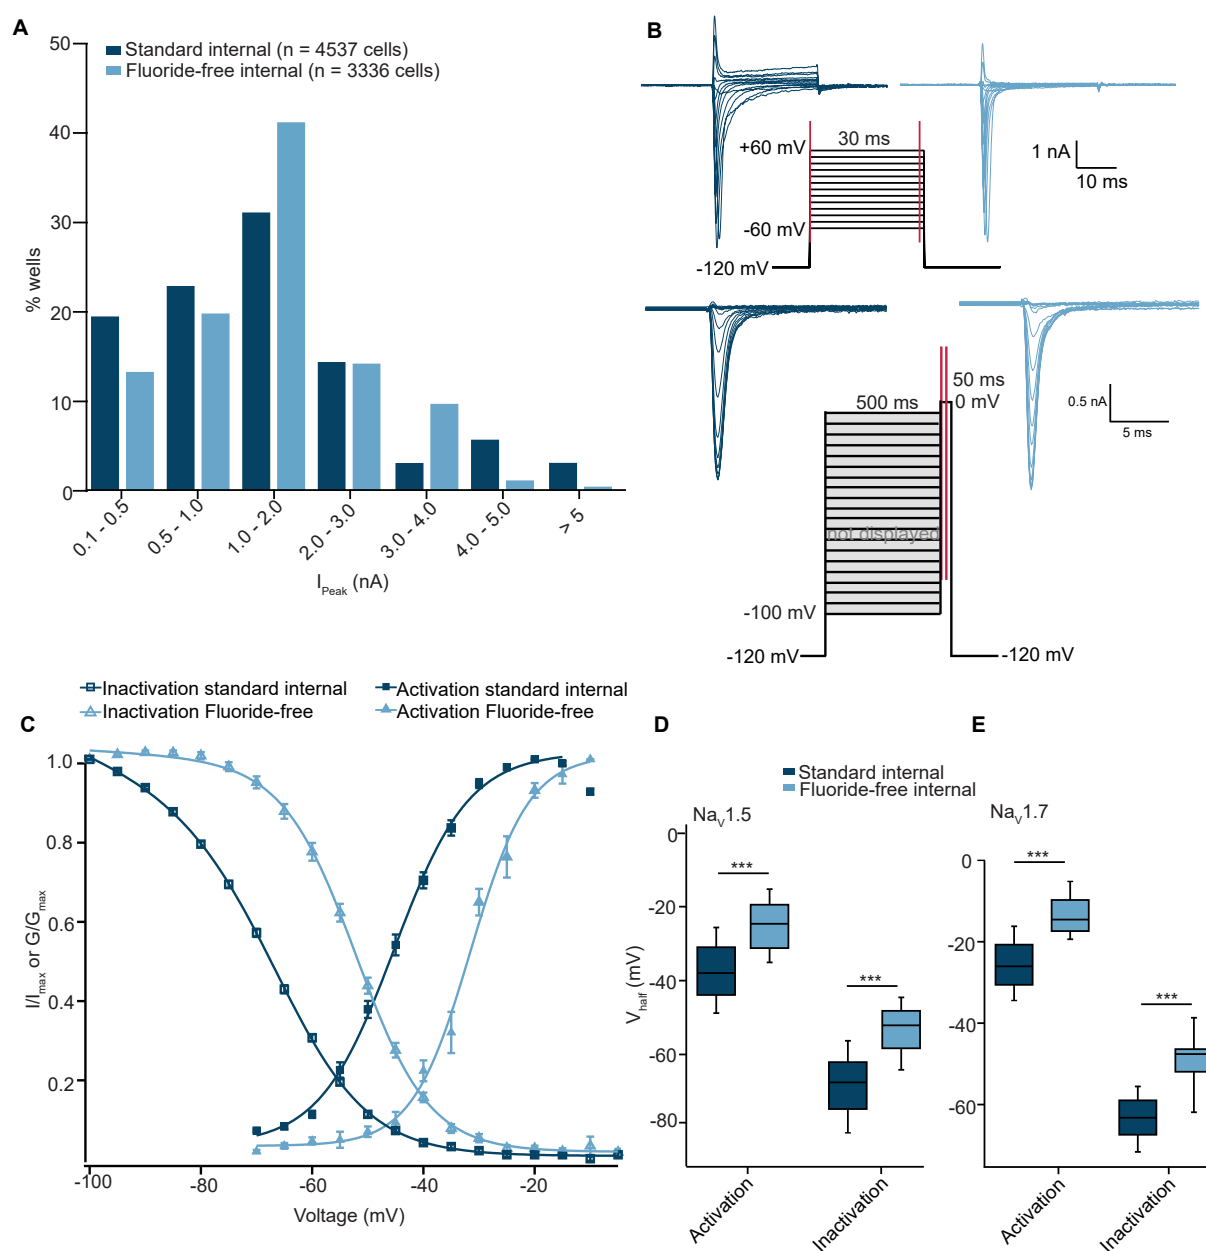 A
50
40
30
20
10
0
% wells
Standard internal (n = 4537 cells)
Fluoride-free internal (n = 3336 cells)
0.1 - 0.5
0.5 - 1.0
1.0 - 2.0
2.0 - 3.0
3.0 - 4.0
4.0 - 5.0
> 5
I_Peak (nA)
B
+60 mV
30 ms
-60 mV
-120 mV
1 nA
10 ms
500 ms
50 ms
0 mV
not displayed
-100 mV
-120 mV
-120 mV
0.5 nA
5 ms
Inactivation standard internal
Activation standard internal
Inactivation Fluoride-free
Activation Fluoride-free
C
1.0
0.8
0.6
0.4
0.2
I/I_max or G/G_max
-100
-80
-60
-40
-20
Voltage (mV)
D
E
Standard internal
Fluoride-free internal
Na_V1.5
0
-20
-40
-60
-80
V_half (mV)
***
***
Activation
Inactivation
Na_V1.7
0
-20
-40
-60
***
***
Activation
Inactivation